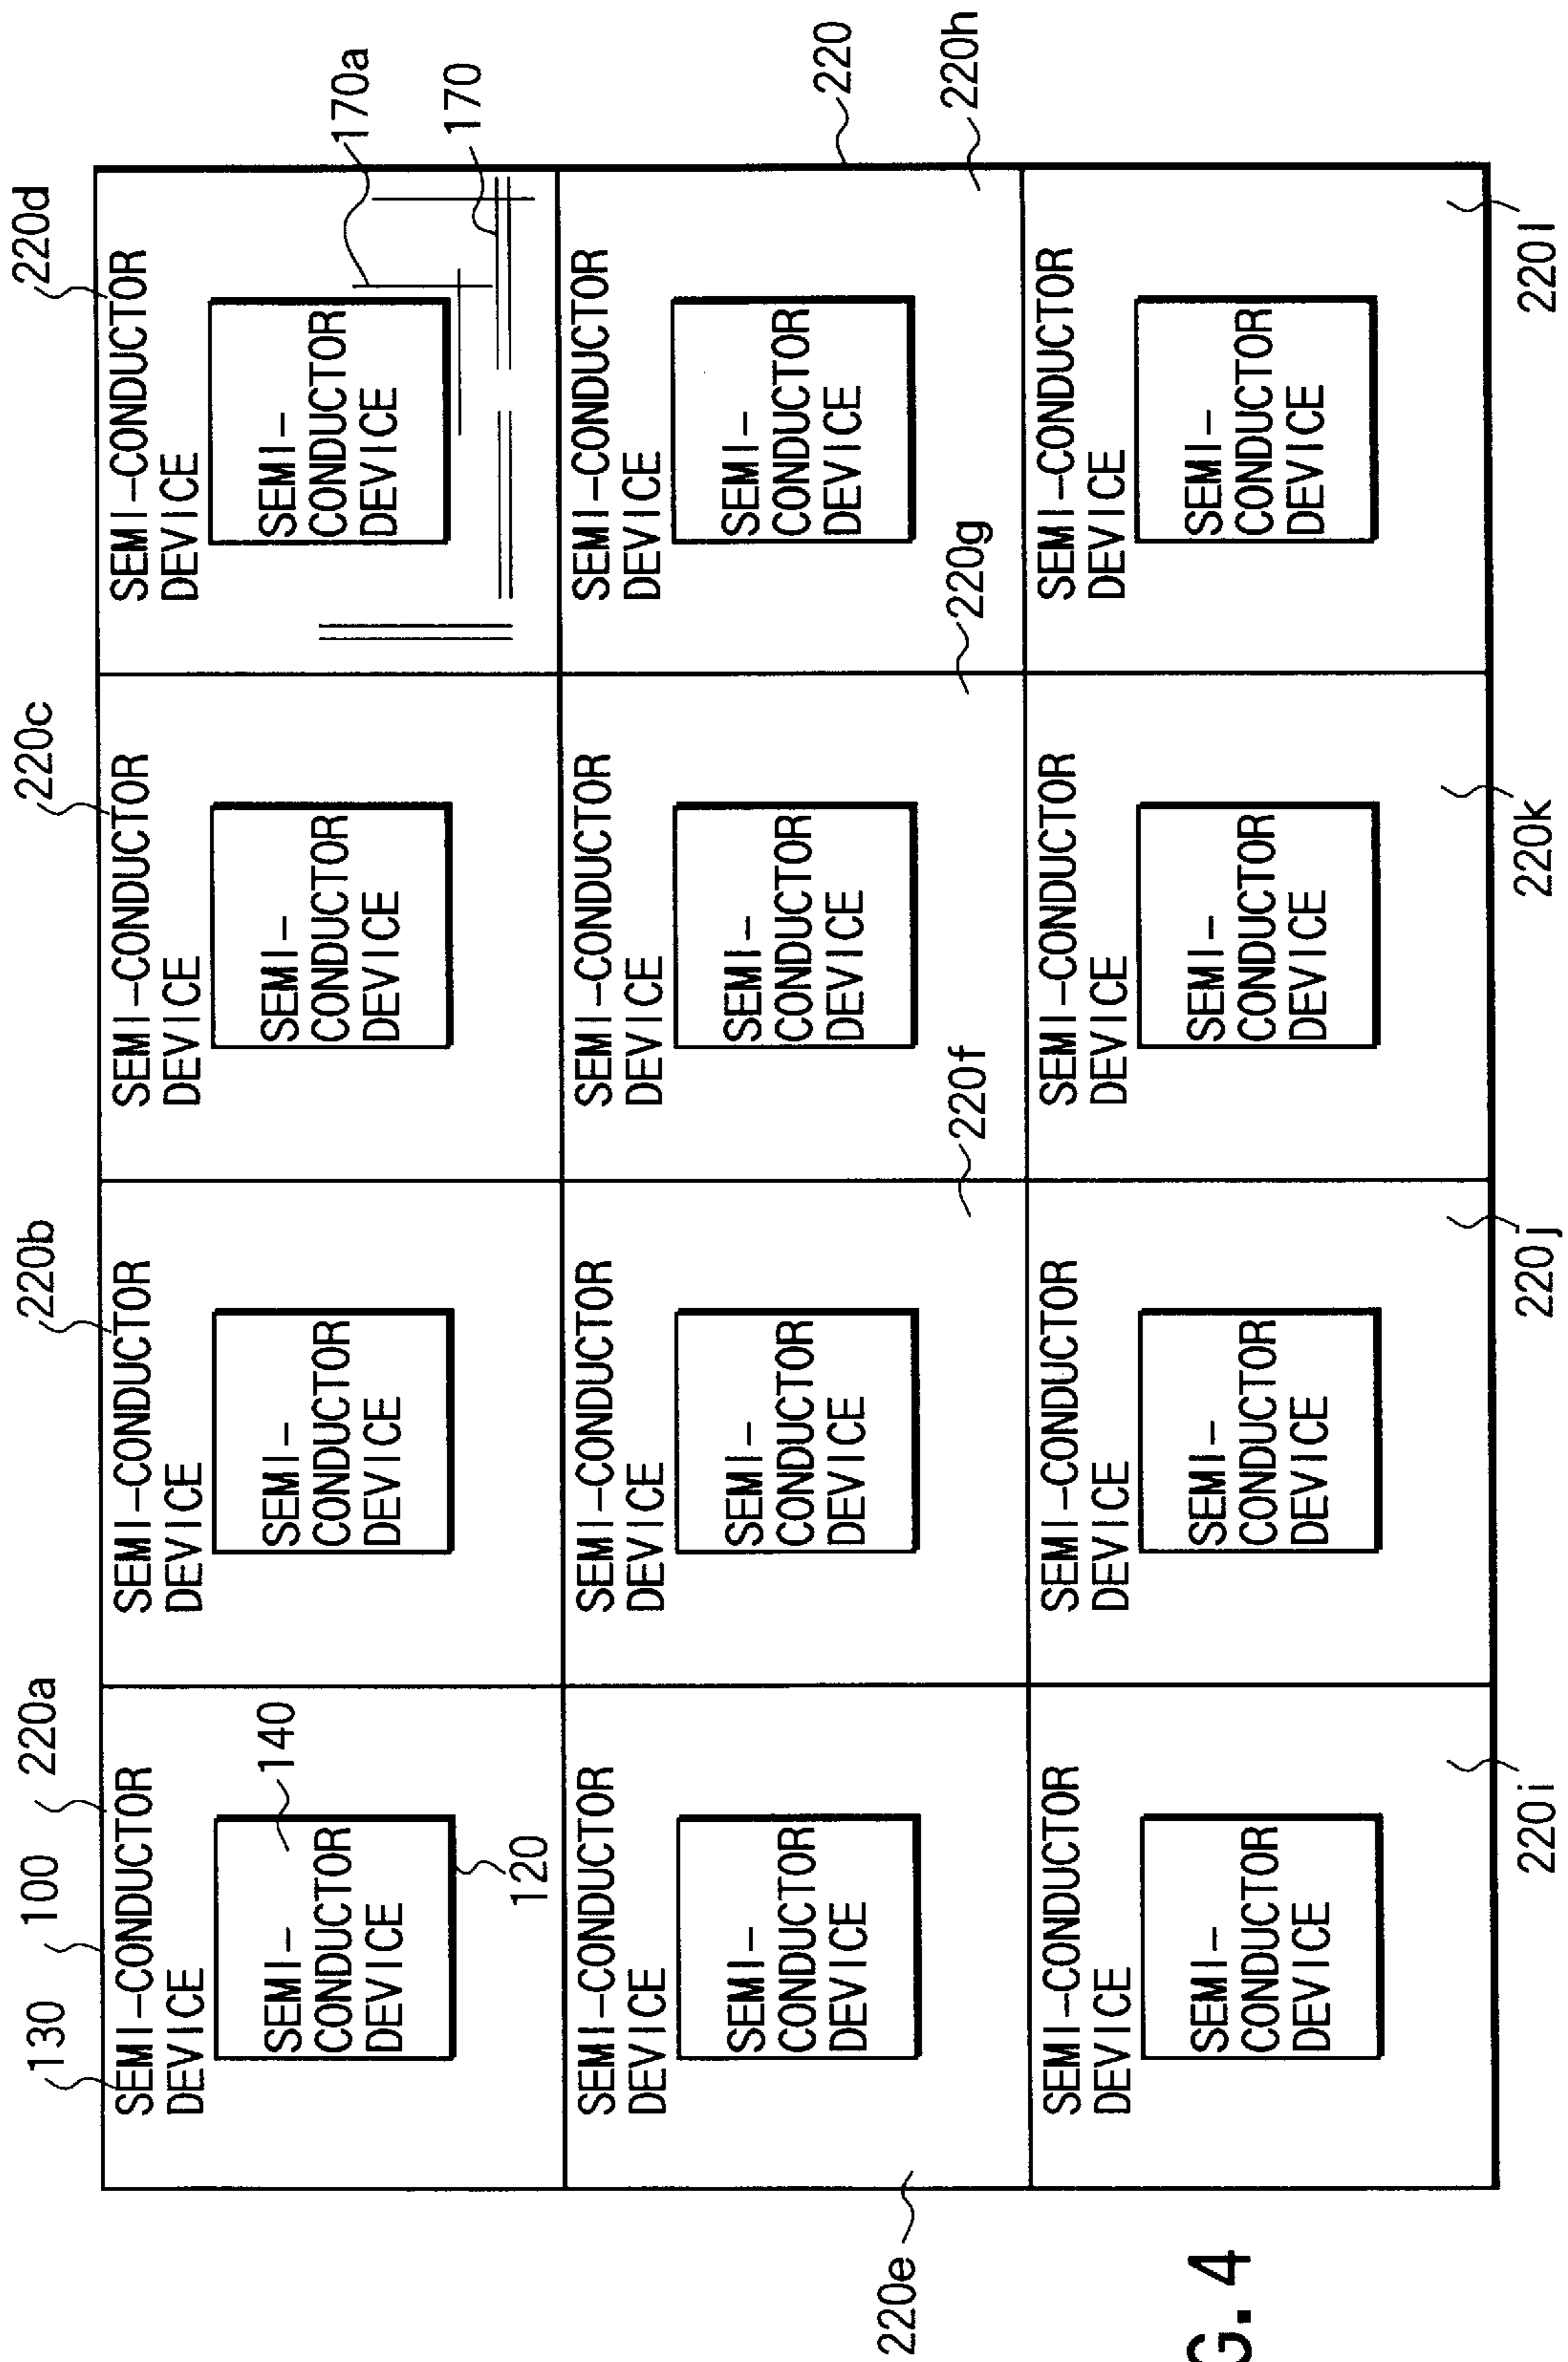 130
100
220a
220b
220c
220d
SEMI-CONDUCTOR
DEVICE
SEMI-
CONDUCTOR
DEVICE
140
120
SEMI-CONDUCTOR
DEVICE
SEMI-
CONDUCTOR
DEVICE
SEMI-CONDUCTOR
DEVICE
SEMI-
CONDUCTOR
DEVICE
SEMI-CONDUCTOR
DEVICE
SEMI-
CONDUCTOR
DEVICE
170a
170
SEMI-CONDUCTOR
DEVICE
SEMI-
CONDUCTOR
DEVICE
220e
SEMI-CONDUCTOR
DEVICE
SEMI-
CONDUCTOR
DEVICE
220f
SEMI-CONDUCTOR
DEVICE
SEMI-
CONDUCTOR
DEVICE
220g
SEMI-CONDUCTOR
DEVICE
SEMI-
CONDUCTOR
DEVICE
220
220h
SEMI-CONDUCTOR
DEVICE
SEMI-
CONDUCTOR
DEVICE
SEMI-CONDUCTOR
DEVICE
SEMI-
CONDUCTOR
DEVICE
SEMI-CONDUCTOR
DEVICE
SEMI-
CONDUCTOR
DEVICE
SEMI-CONDUCTOR
DEVICE
SEMI-
CONDUCTOR
DEVICE
220i
220j
220k
220l
G. 4